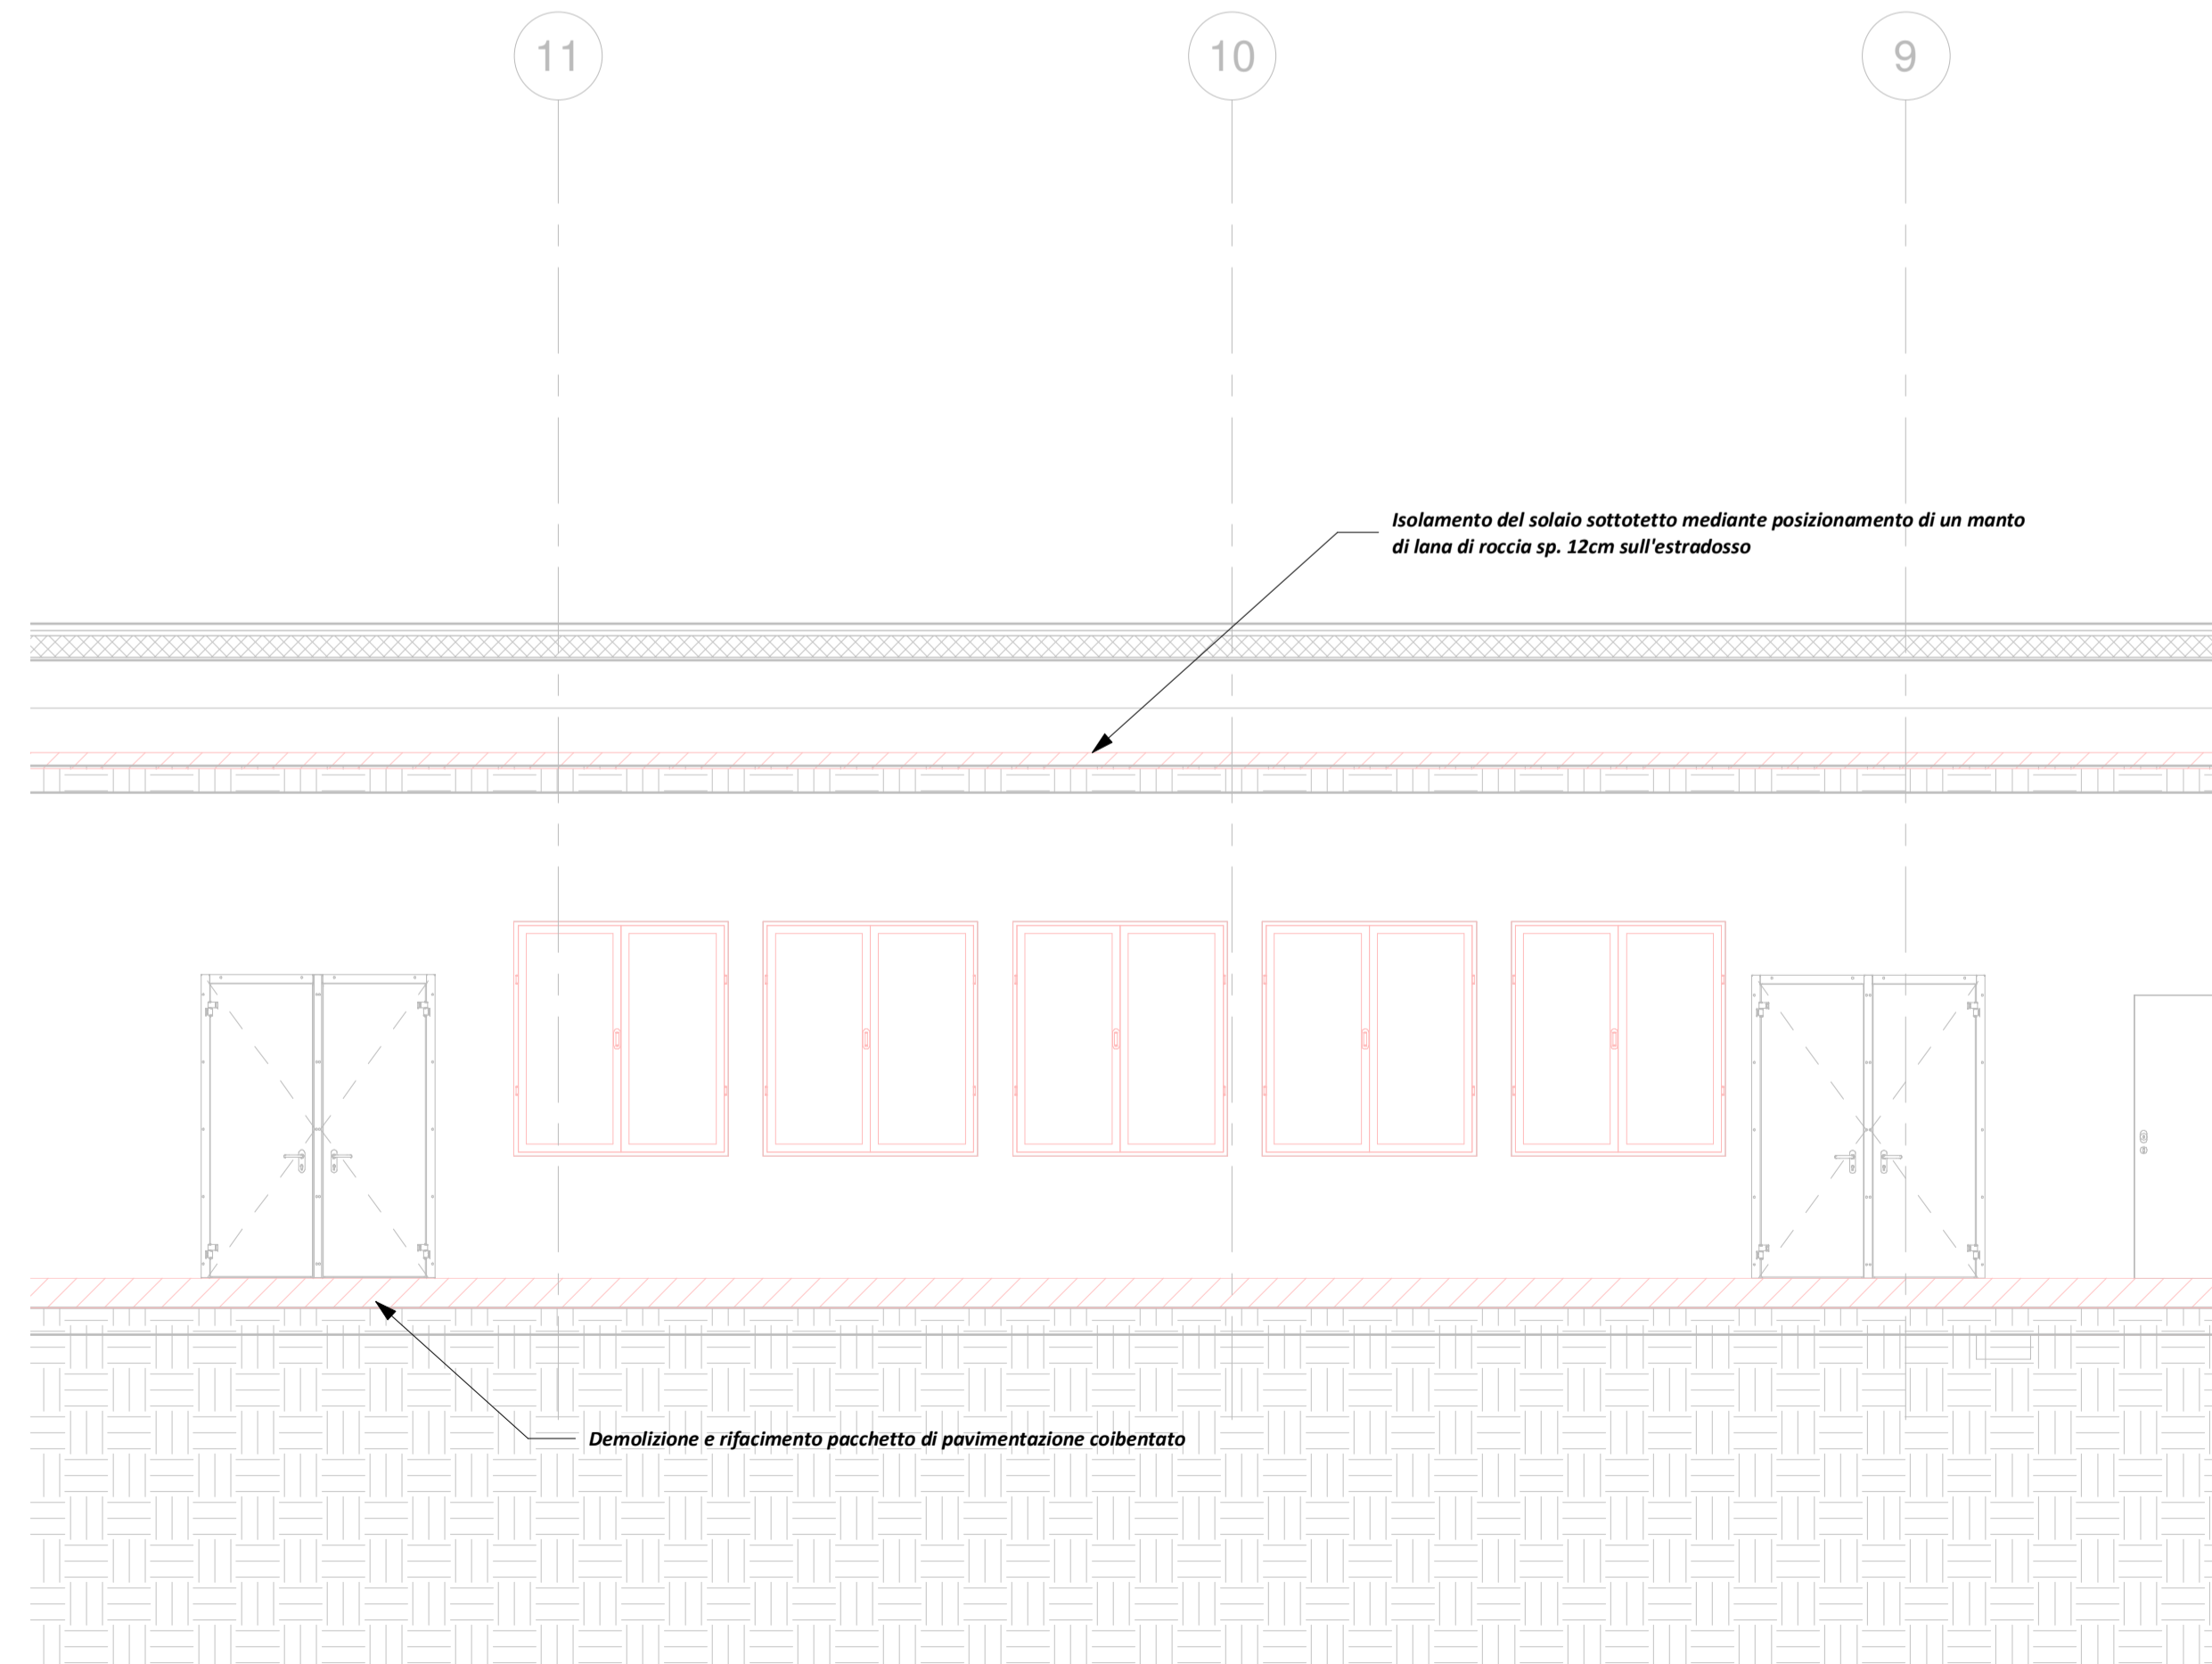 11
10
9
Isolamento del solaio sottotetto mediante posizionamento di un manto
di lana di roccia sp. 12cm sull'estradosso
Demolizione e rifacimento pacchetto di pavimentazione coibentato